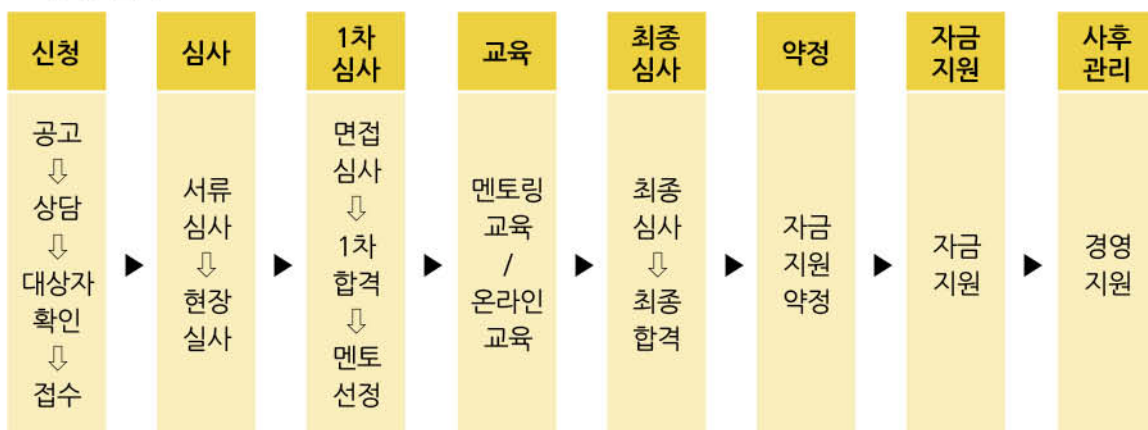 신청
공고
⇩
상담
⇩
대상자
확인
⇩
접수
▶
심사
서류
심사
⇩
현장
실사
▶
1차
심사
면접
심사
⇩
1차
합격
⇩
멘토
선정
▶
교육
멘토링
교육
/
온라인
교육
▶
최종
심사
최종
심사
⇩
최종
합격
▶
약정
자금
지원
약정
▶
자금
지원
자금
지원
▶
사후
관리
경영
지원